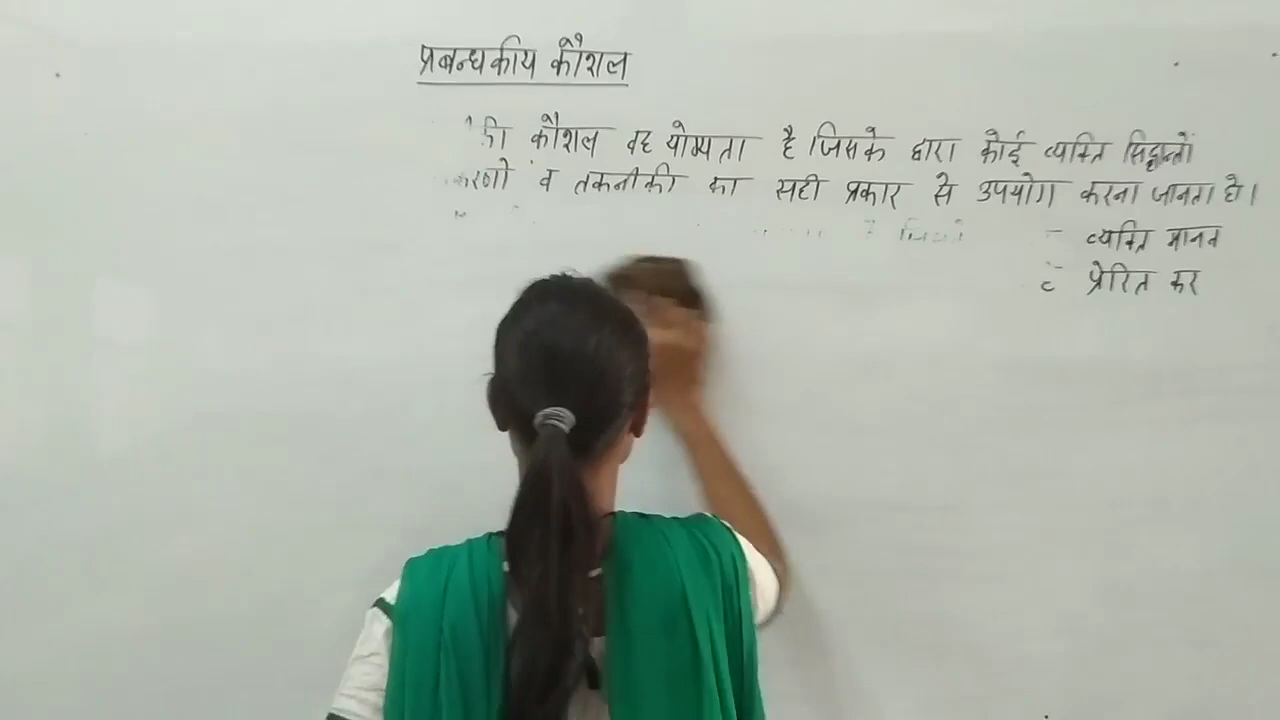 प्रबन्धकीय कौशल
कौशल वह योग्यता है जिसके द्वारा कोई व्यक्ति सिद्धान्तों
व तकनीकी का सही प्रकार से उपयोग करना जानता है।
व्यक्ति मानव
प्रेरित कर